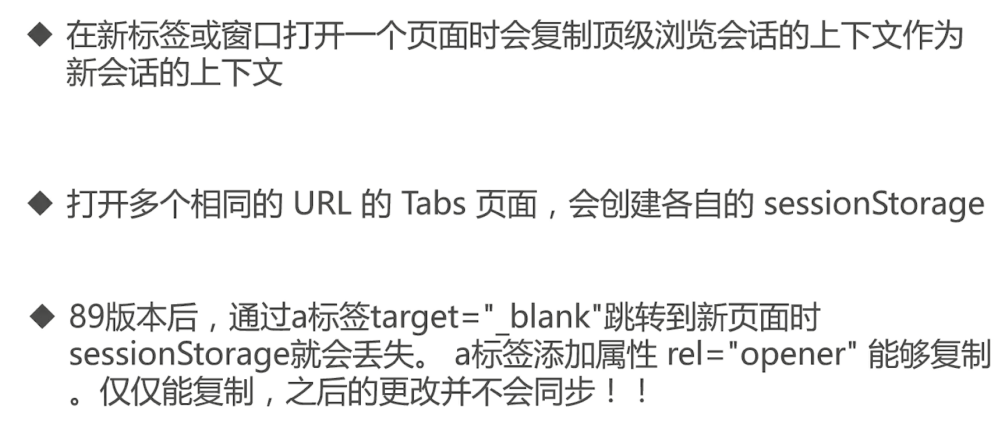 ◆ 在新标签或窗口打开一个页面时会复制顶级浏览会话的上下文作为
新会话的上下文
◆ 打开多个相同的 URL 的 Tabs 页面，会创建各自的 sessionStorage
◆ 89版本后，通过a标签target="_blank"跳转到新页面时
sessionStorage就会丢失。 a标签添加属性 rel="opener" 能够复制
。仅仅能复制，之后的更改并不会同步！！